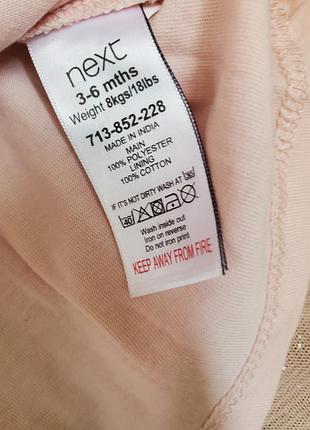 next
3-6 mths
Weight 8kgs/18lbs
713-852-228
MADE IN INDIA
MAIN
100% POLYESTER
LINING
100% COTTON
IF IT'S NOT DIRTY WASH AT 30
40
Wash inside out
Iron on reverse
Do not iron print
KEEP AWAY FROM FIRE